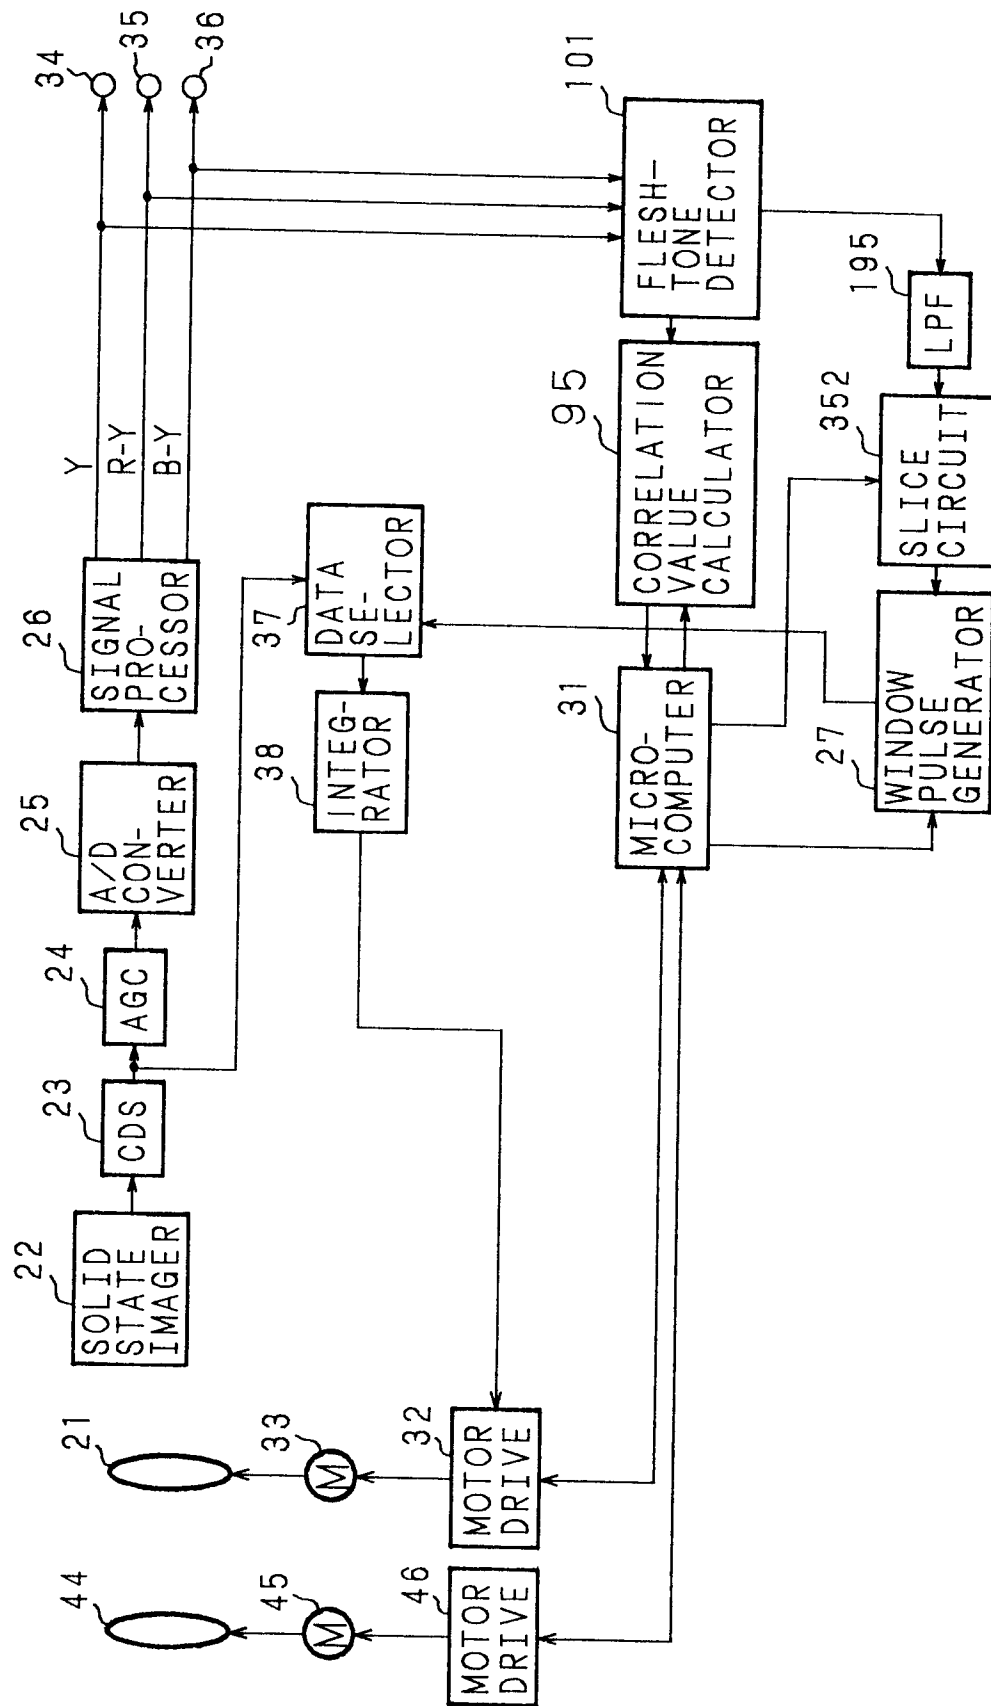 44
21
22
SOLID
STATE
IMAGER
23
CDS
24
AGC
25
A/D
CON-
VERTER
26
SIGNAL
PRO-
CESSOR
Y
R-Y
B-Y
34
35
36
45
M
33
M
38
INTEG-
RATOR
37
DATA
SE-
LECTOR
46
MOTOR
DRIVE
32
MOTOR
DRIVE
31
MICRO-
COMPUTER
95
CORRELATION
VALUE
CALCULATOR
101
FLESH-
TONE
DETECTOR
27
WINDOW
PULSE
GENERATOR
352
SLICE
CIRCUIT
195
LPF